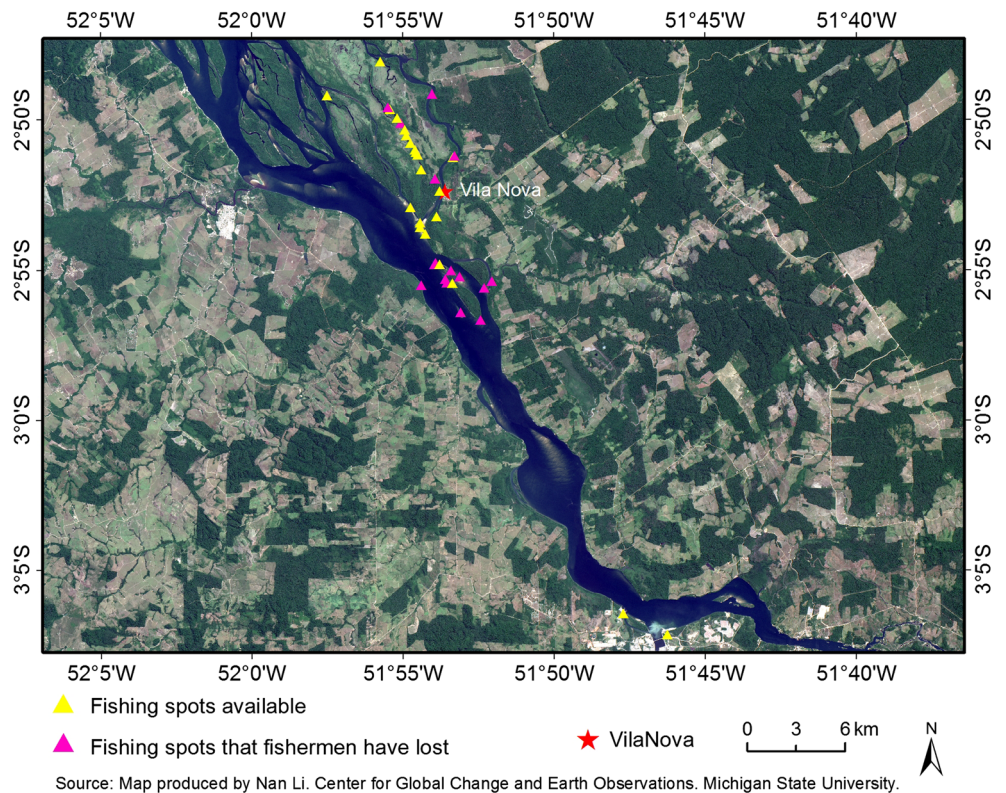 52°5'W 52°0'W 51°55'W 51°50'W 51°45'W 51°40'W
2°50'S 2°50'S
Vila Nova
2°55'S 2°55'S
3°0'S 3°0'S
3°5'S 3°5'S
52°5'W 52°0'W 51°55'W 51°50'W 51°45'W 51°40'W
Fishing spots available
Fishing spots that fishermen have lost
VilaNova
0 3 6 km
N
Source: Map produced by Nan Li. Center for Global Change and Earth Observations. Michigan State University.